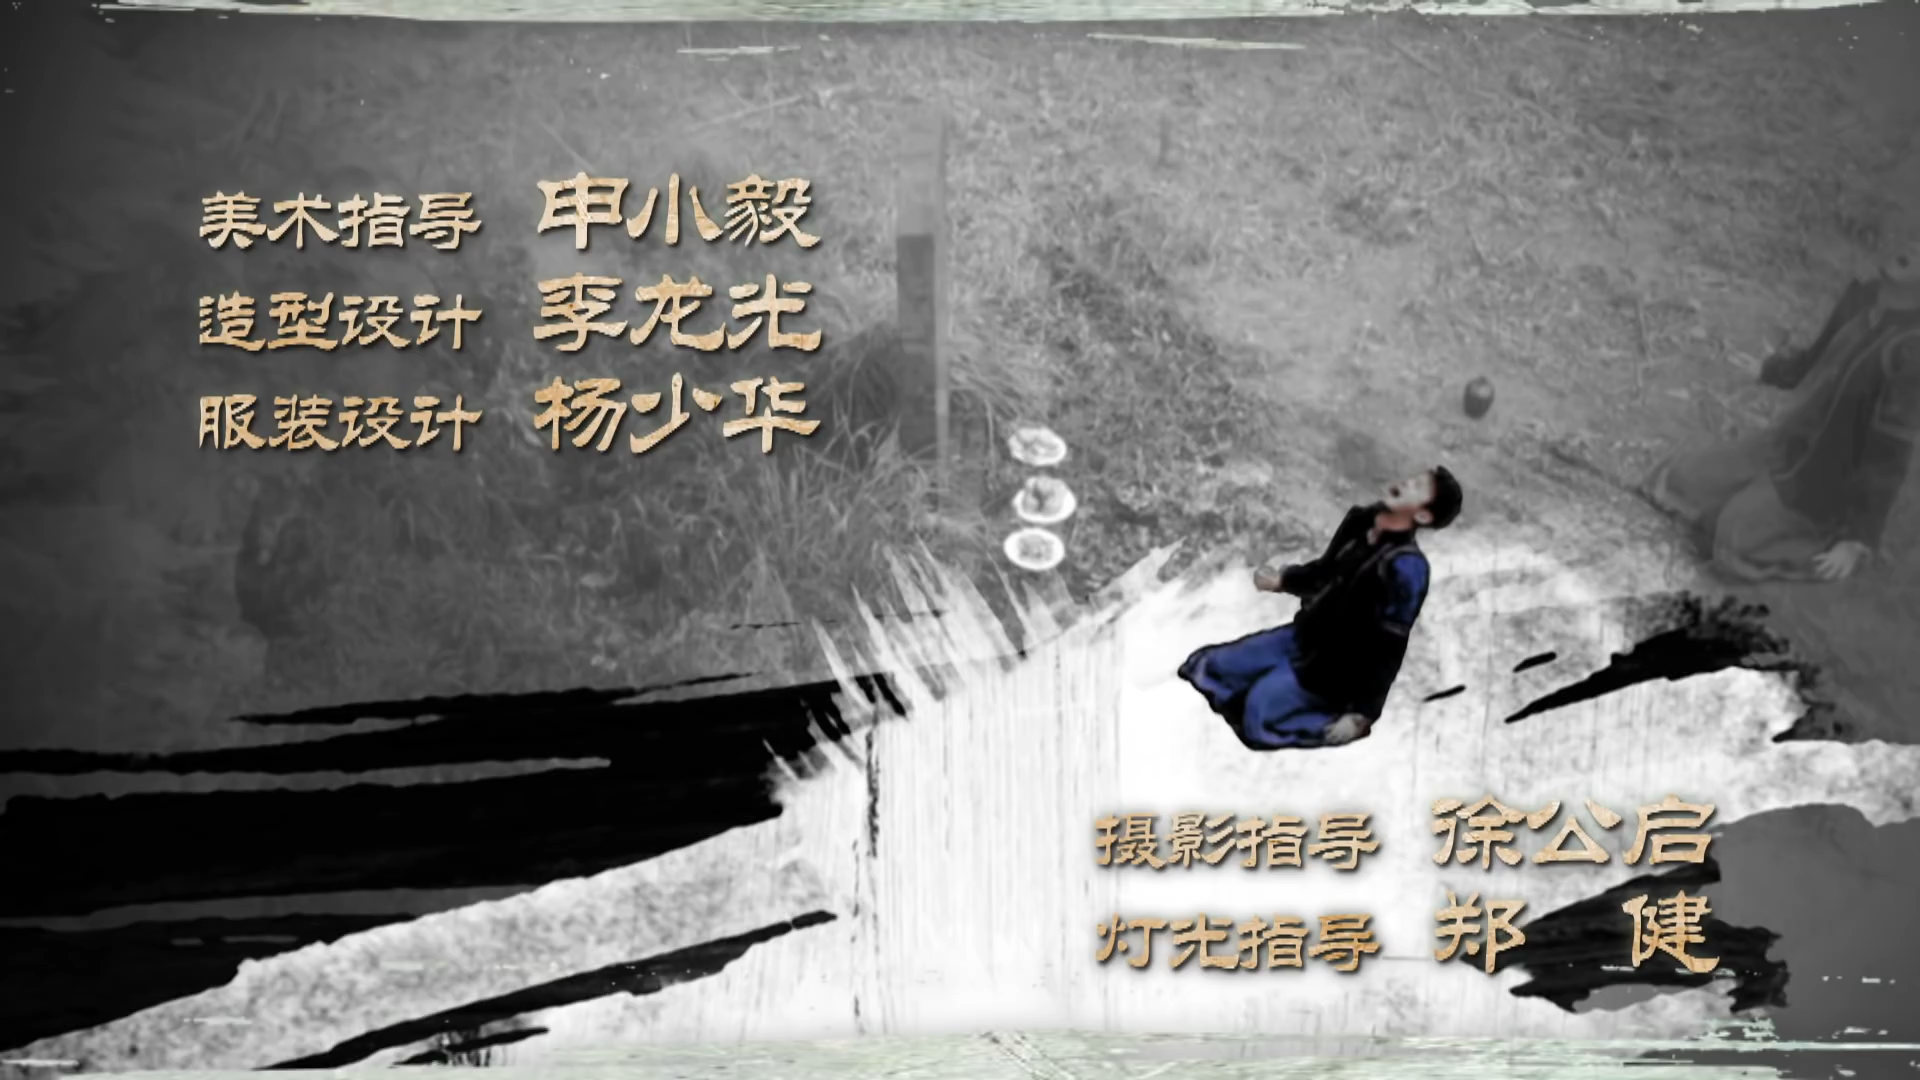 美术指导 申小毅
造型设计 李龙光
服装设计 杨少华
摄影指导 徐公启
灯光指导 郑 健